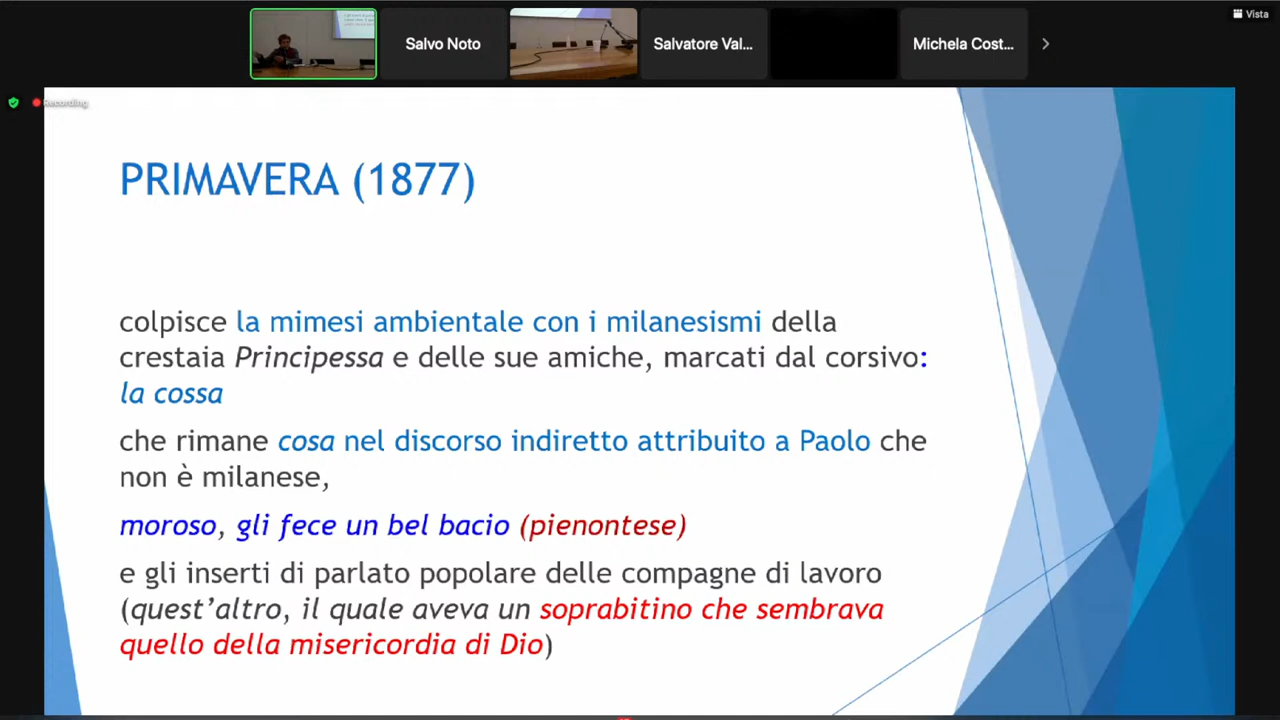 Vista
Salvo Noto
Salvatore Val...
Michela Cost...
Recording
PRIMAVERA (1877)
colpisce la mimesi ambientale con i milanesismi della
crestaia Principessa e delle sue amiche, marcati dal corsivo:
la cossa
che rimane cosa nel discorso indiretto attribuito a Paolo che
non è milanese,
moroso, gli fece un bel bacio (pienontese)
e gli inserti di parlato popolare delle compagne di lavoro
(quest'altro, il quale aveva un soprabitino che sembrava
quello della misericordia di Dio)